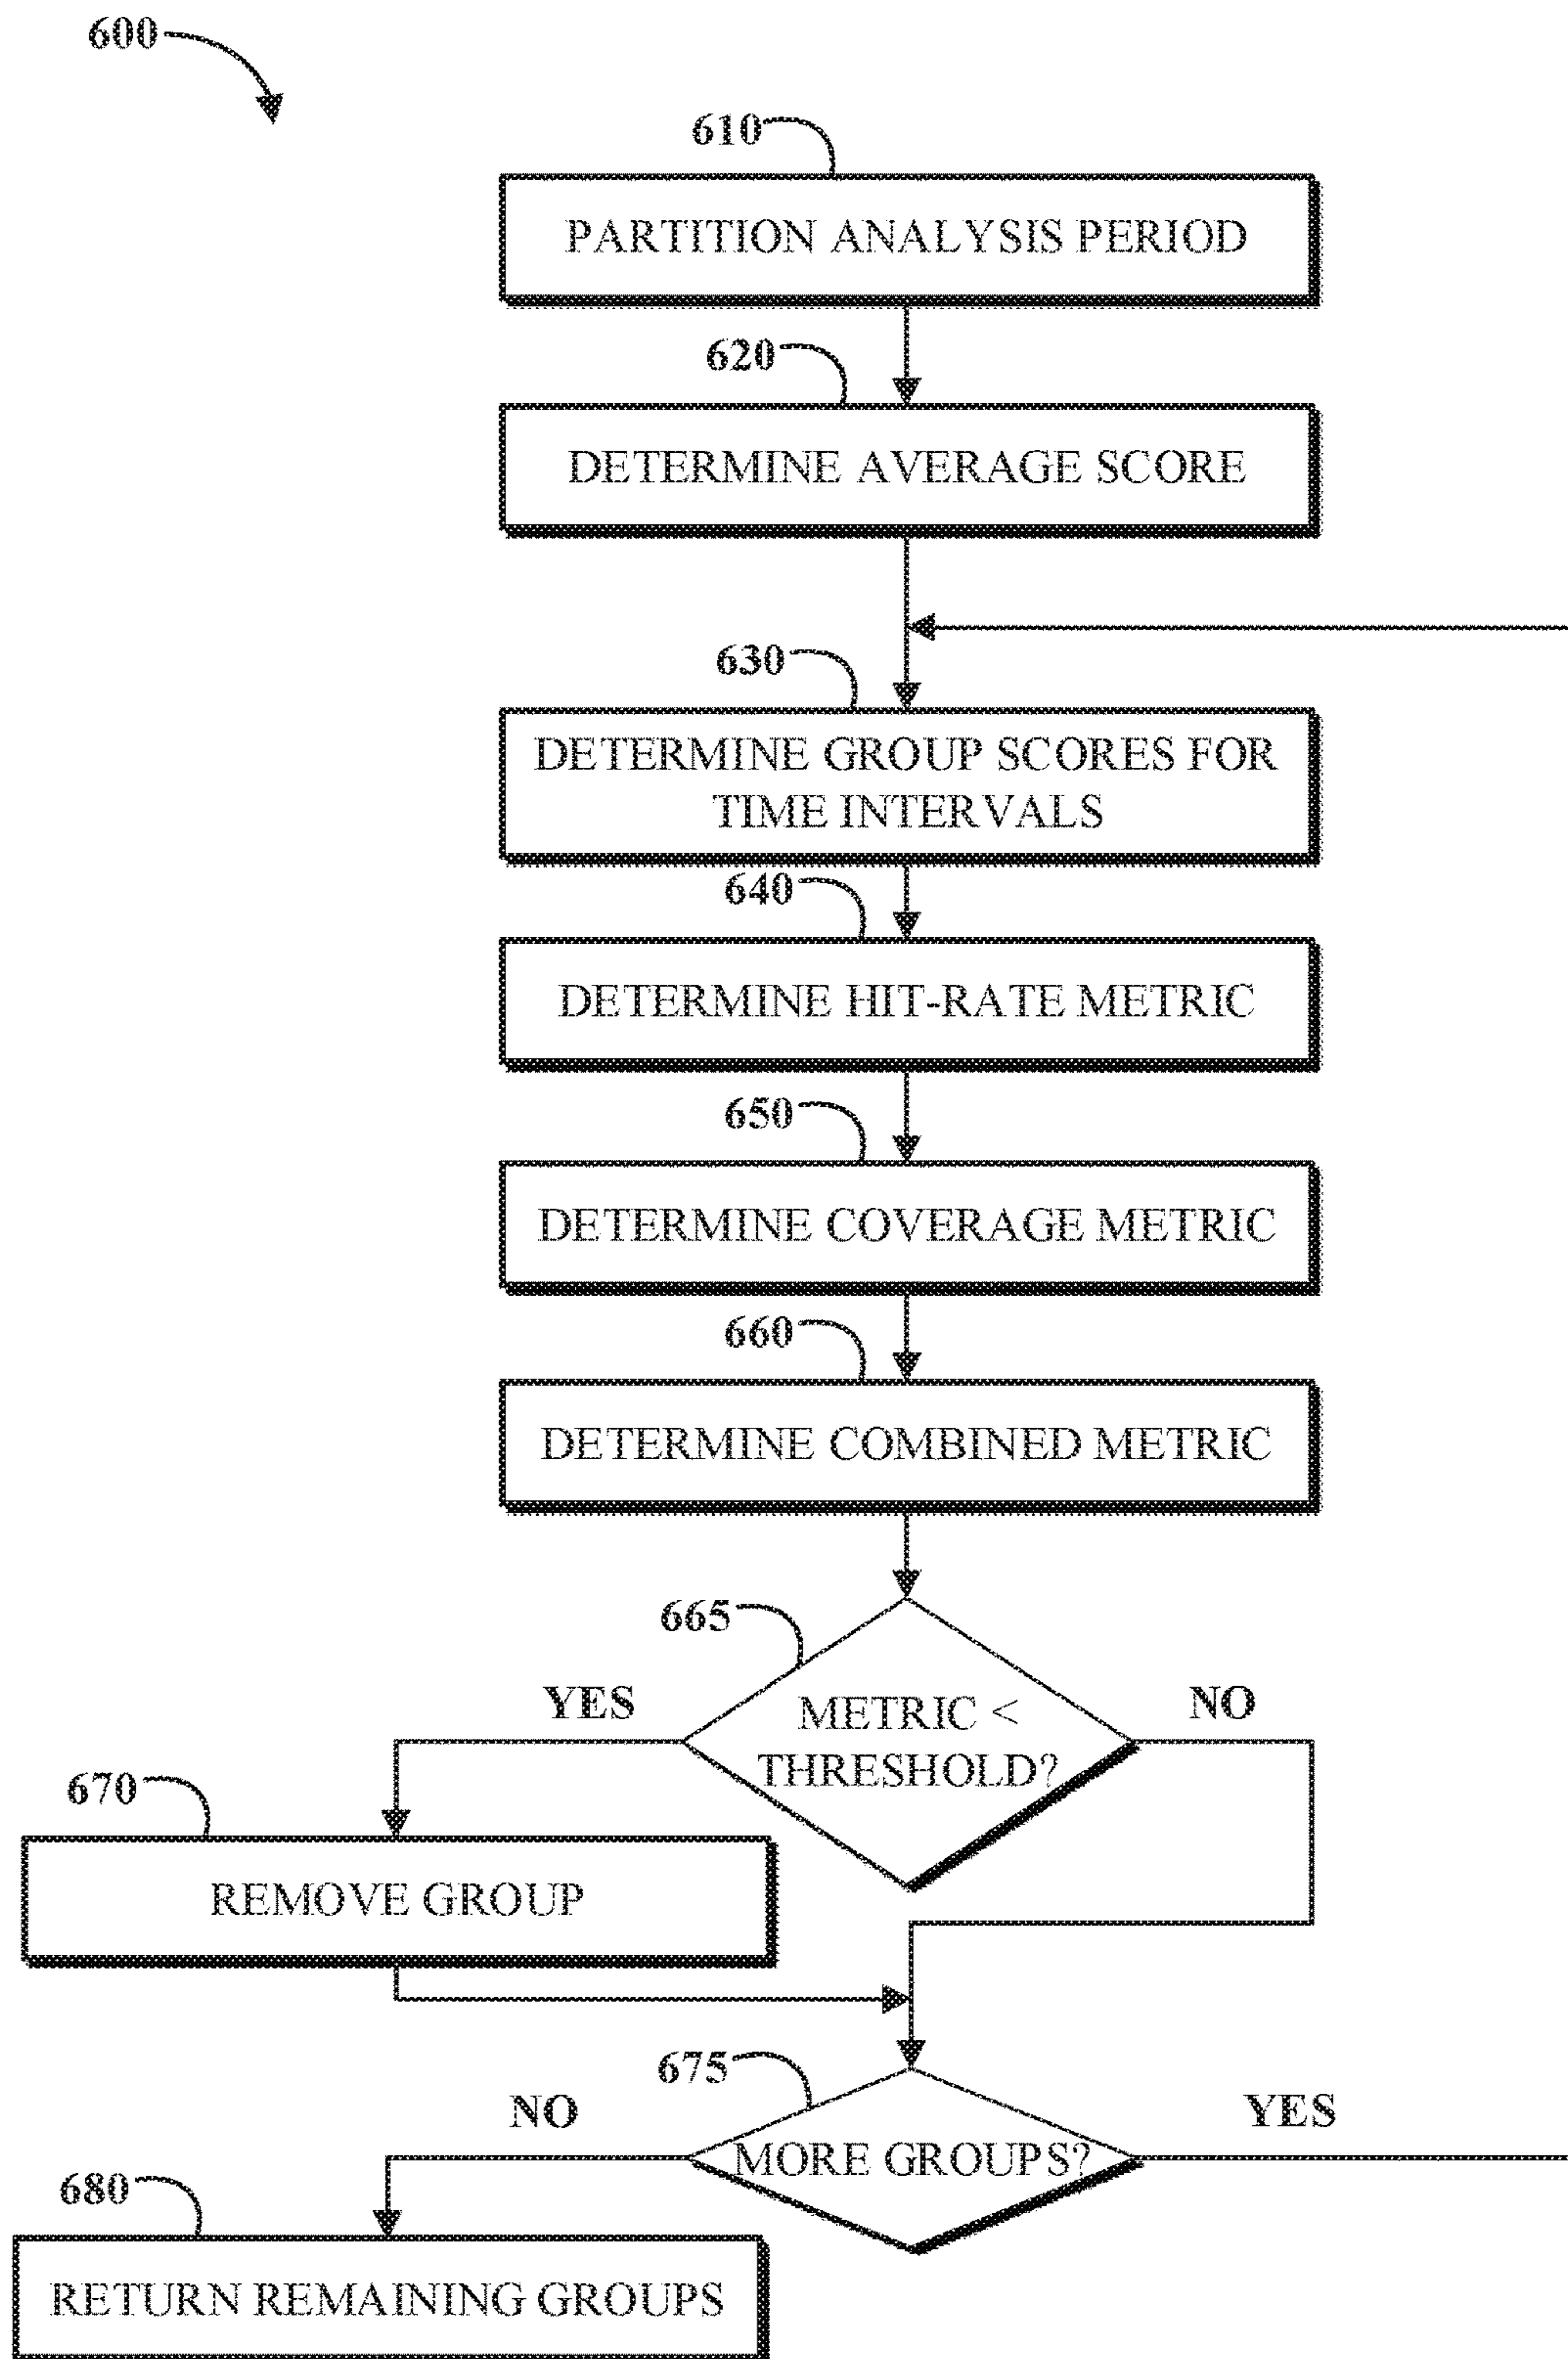 600
610
PARTITION ANALYSIS PERIOD
620
DETERMINE AVERAGE SCORE
630
DETERMINE GROUP SCORES FOR
TIME INTERVALS
640
DETERMINE HIT-RATE METRIC
650
DETERMINE COVERAGE METRIC
660
DETERMINE COMBINED METRIC
665
YES
METRIC <
THRESHOLD?
NO
670
REMOVE GROUP
675
NO
MORE GROUPS?
YES
680
RETURN REMAINING GROUPS